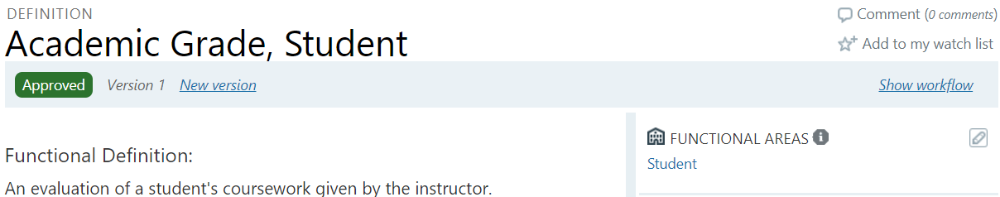 DEFINITION
Comment (0 comments)
Academic Grade, Student
Add to my watch list
Approved Version 1 New version Show workflow
FUNCTIONAL AREAS
Student
Functional Definition:
An evaluation of a student's coursework given by the instructor.